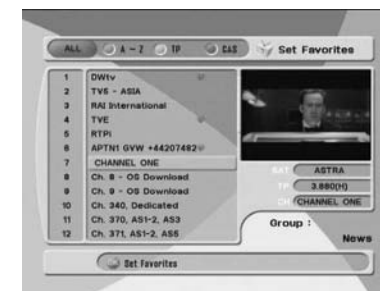 ALL A ~ Z TP CAS Set Favorites
1 DWtv
2 TV5 - ASIA
3 RAI International
4 TVE
5 RTPi
6 APTN1 GVW +44207482
7 CHANNEL ONE
8 Ch. 8 - OS Download
9 Ch. 9 - OS Download
10 Ch. 340, Dedicated
11 Ch. 370, AS1-2, AS3
12 Ch. 371, AS1-2, AS5
SAT ASTRA
TP 3.680(H)
CH CHANNEL ONE
Group :
News
Set Favorites